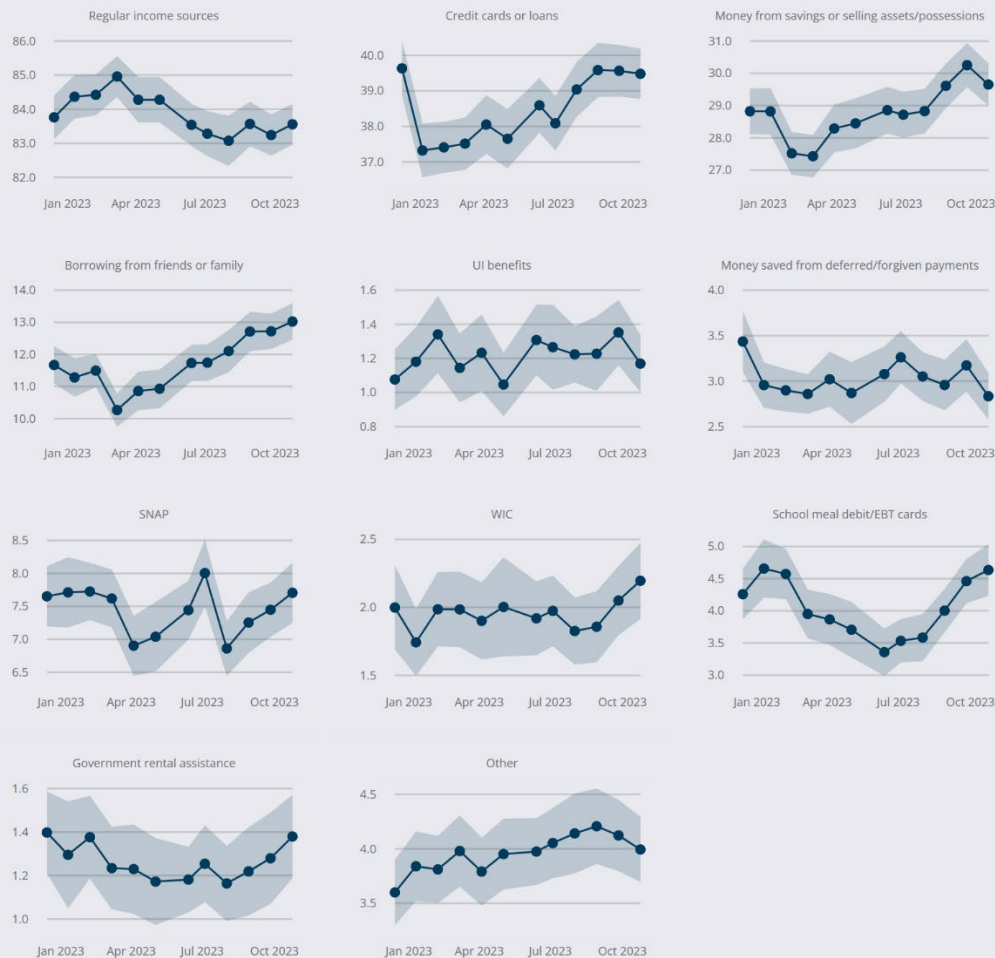 Regular income sources
86.0
85.0
84.0
83.0
82.0
Jan 2023 Apr 2023 Jul 2023 Oct 2023
Credit cards or loans
40.0
39.0
38.0
37.0
Jan 2023 Apr 2023 Jul 2023 Oct 2023
Money from savings or selling assets/possessions
31.0
30.0
29.0
28.0
27.0
Jan 2023 Apr 2023 Jul 2023 Oct 2023
Borrowing from friends or family
14.0
13.0
12.0
11.0
10.0
Jan 2023 Apr 2023 Jul 2023 Oct 2023
UI benefits
1.6
1.4
1.2
1.0
0.8
Jan 2023 Apr 2023 Jul 2023 Oct 2023
Money saved from deferred/forgiven payments
4.0
3.5
3.0
2.5
Jan 2023 Apr 2023 Jul 2023 Oct 2023
SNAP
8.5
8.0
7.5
7.0
6.5
Jan 2023 Apr 2023 Jul 2023 Oct 2023
WIC
2.5
2.0
1.5
Jan 2023 Apr 2023 Jul 2023 Oct 2023
School meal debit/EBT cards
5.0
4.5
4.0
3.5
3.0
Jan 2023 Apr 2023 Jul 2023 Oct 2023
Government rental assistance
1.6
1.4
1.2
1.0
Jan 2023 Apr 2023 Jul 2023 Oct 2023
Other
4.5
4.0
3.5
Jan 2023 Apr 2023 Jul 2023 Oct 2023